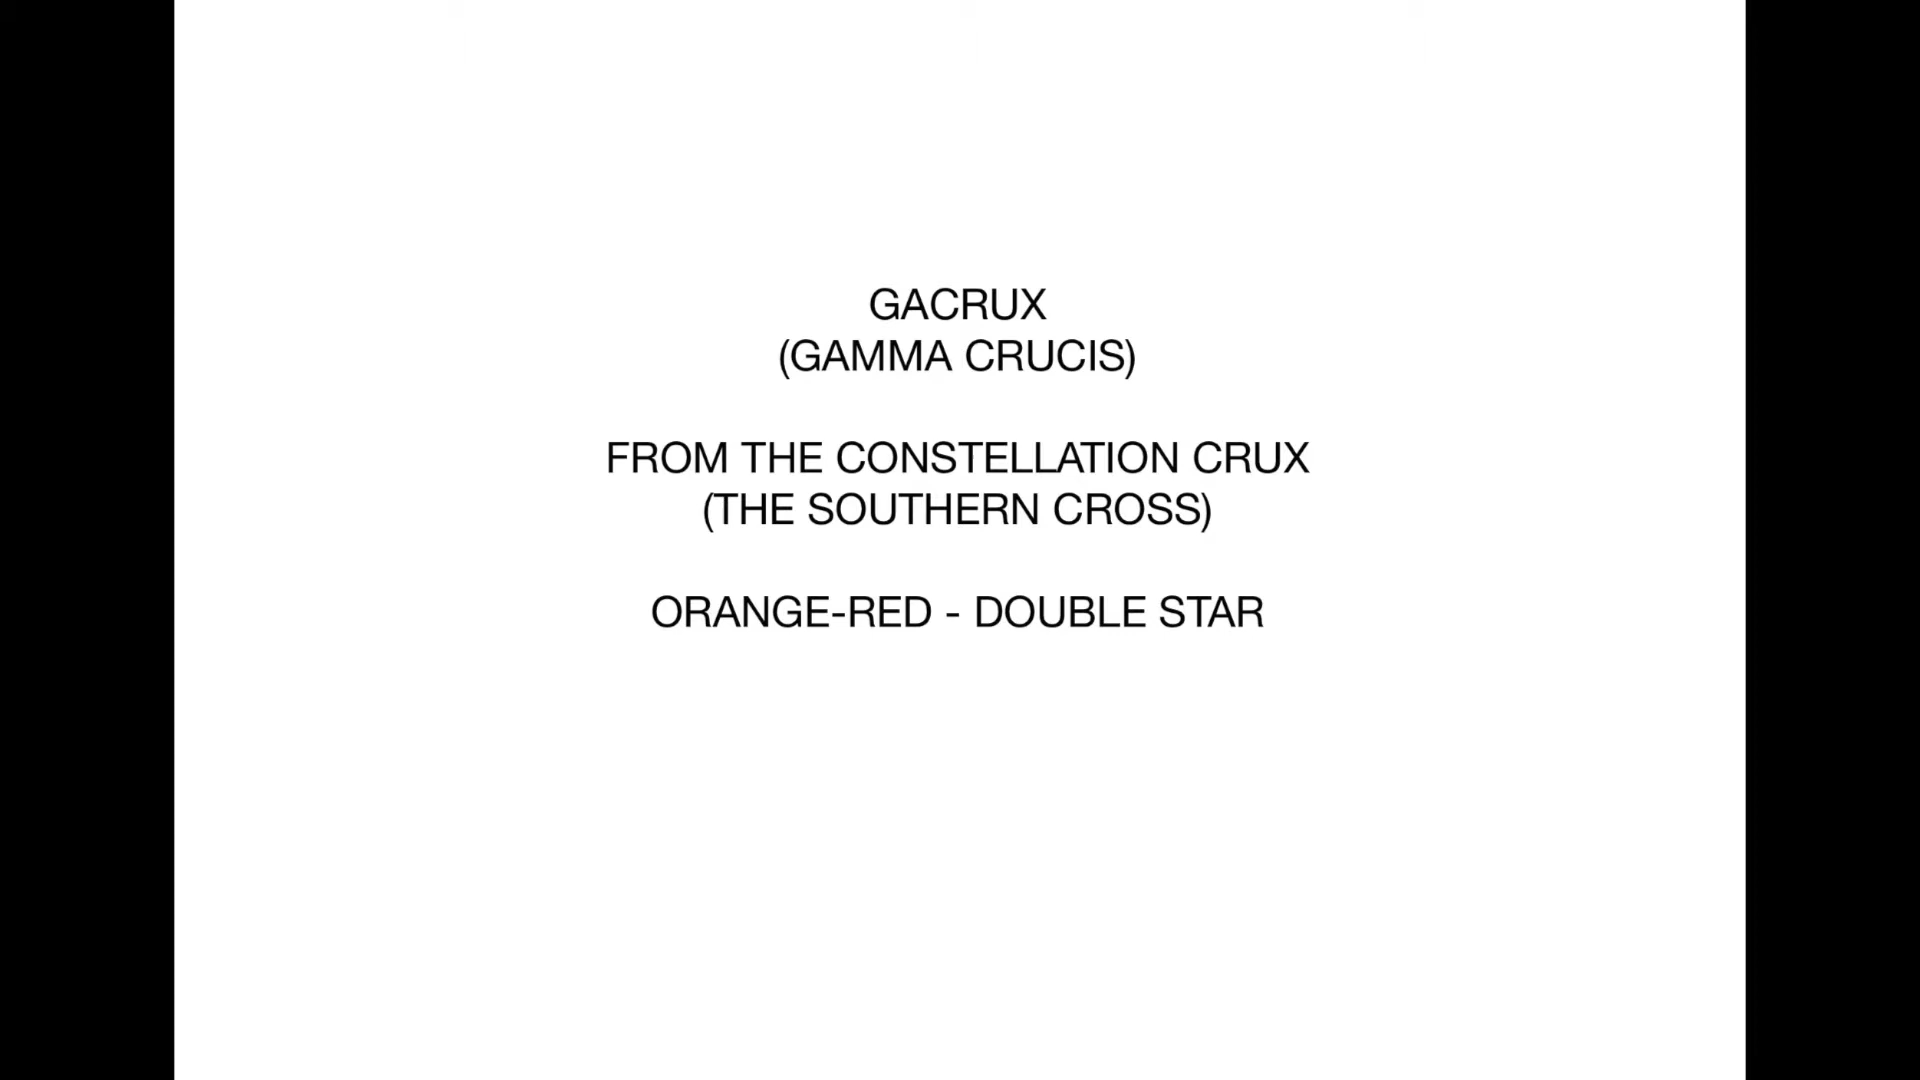 GACRUX
(GAMMA CRUCIS)
FROM THE CONSTELLATION CRUX
(THE SOUTHERN CROSS)
ORANGE-RED - DOUBLE STAR